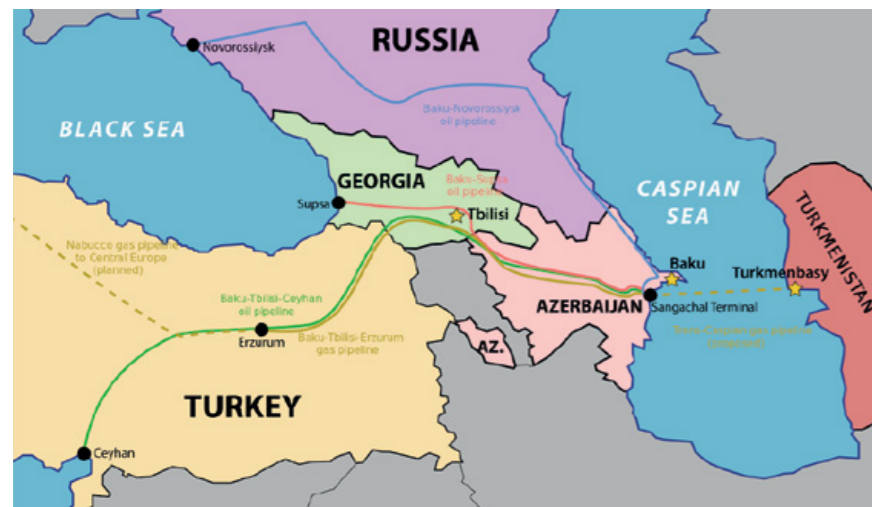 RUSSIA
Novorossiysk
Baku-Novorossiysk
oil pipeline
BLACK SEA
GEORGIA
Baku-Supsa
oil pipeline
CASPIAN
SEA
Supsa
Tbilisi
TURKMENISTAN
Nabucco gas pipeline
to Central Europe
(planned)
Baku
Turkmenbasy
Baku-Tbilisi-Ceyhan
oil pipeline
AZERBAIJAN
Sangachal Terminal
Erzurum
Baku-Tbilisi-Erzurum
gas pipeline
AZ.
TURKEY
Ceyhan